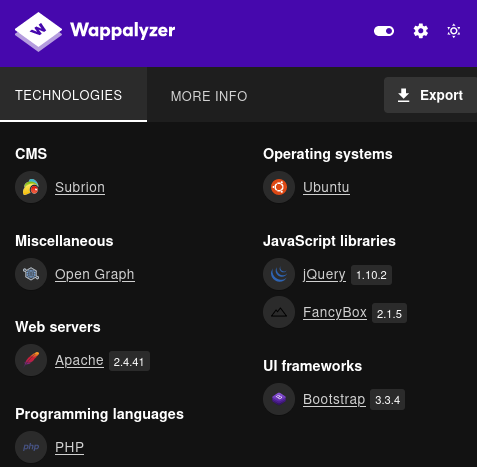 Wappalyzer
TECHNOLOGIES
MORE INFO
Export
CMS
Subrion
Miscellaneous
Open Graph
Web servers
Apache 2.4.41
Programming languages
php PHP
Operating systems
Ubuntu
JavaScript libraries
jQuery 1.10.2
FancyBox 2.1.5
UI frameworks
Bootstrap 3.3.4